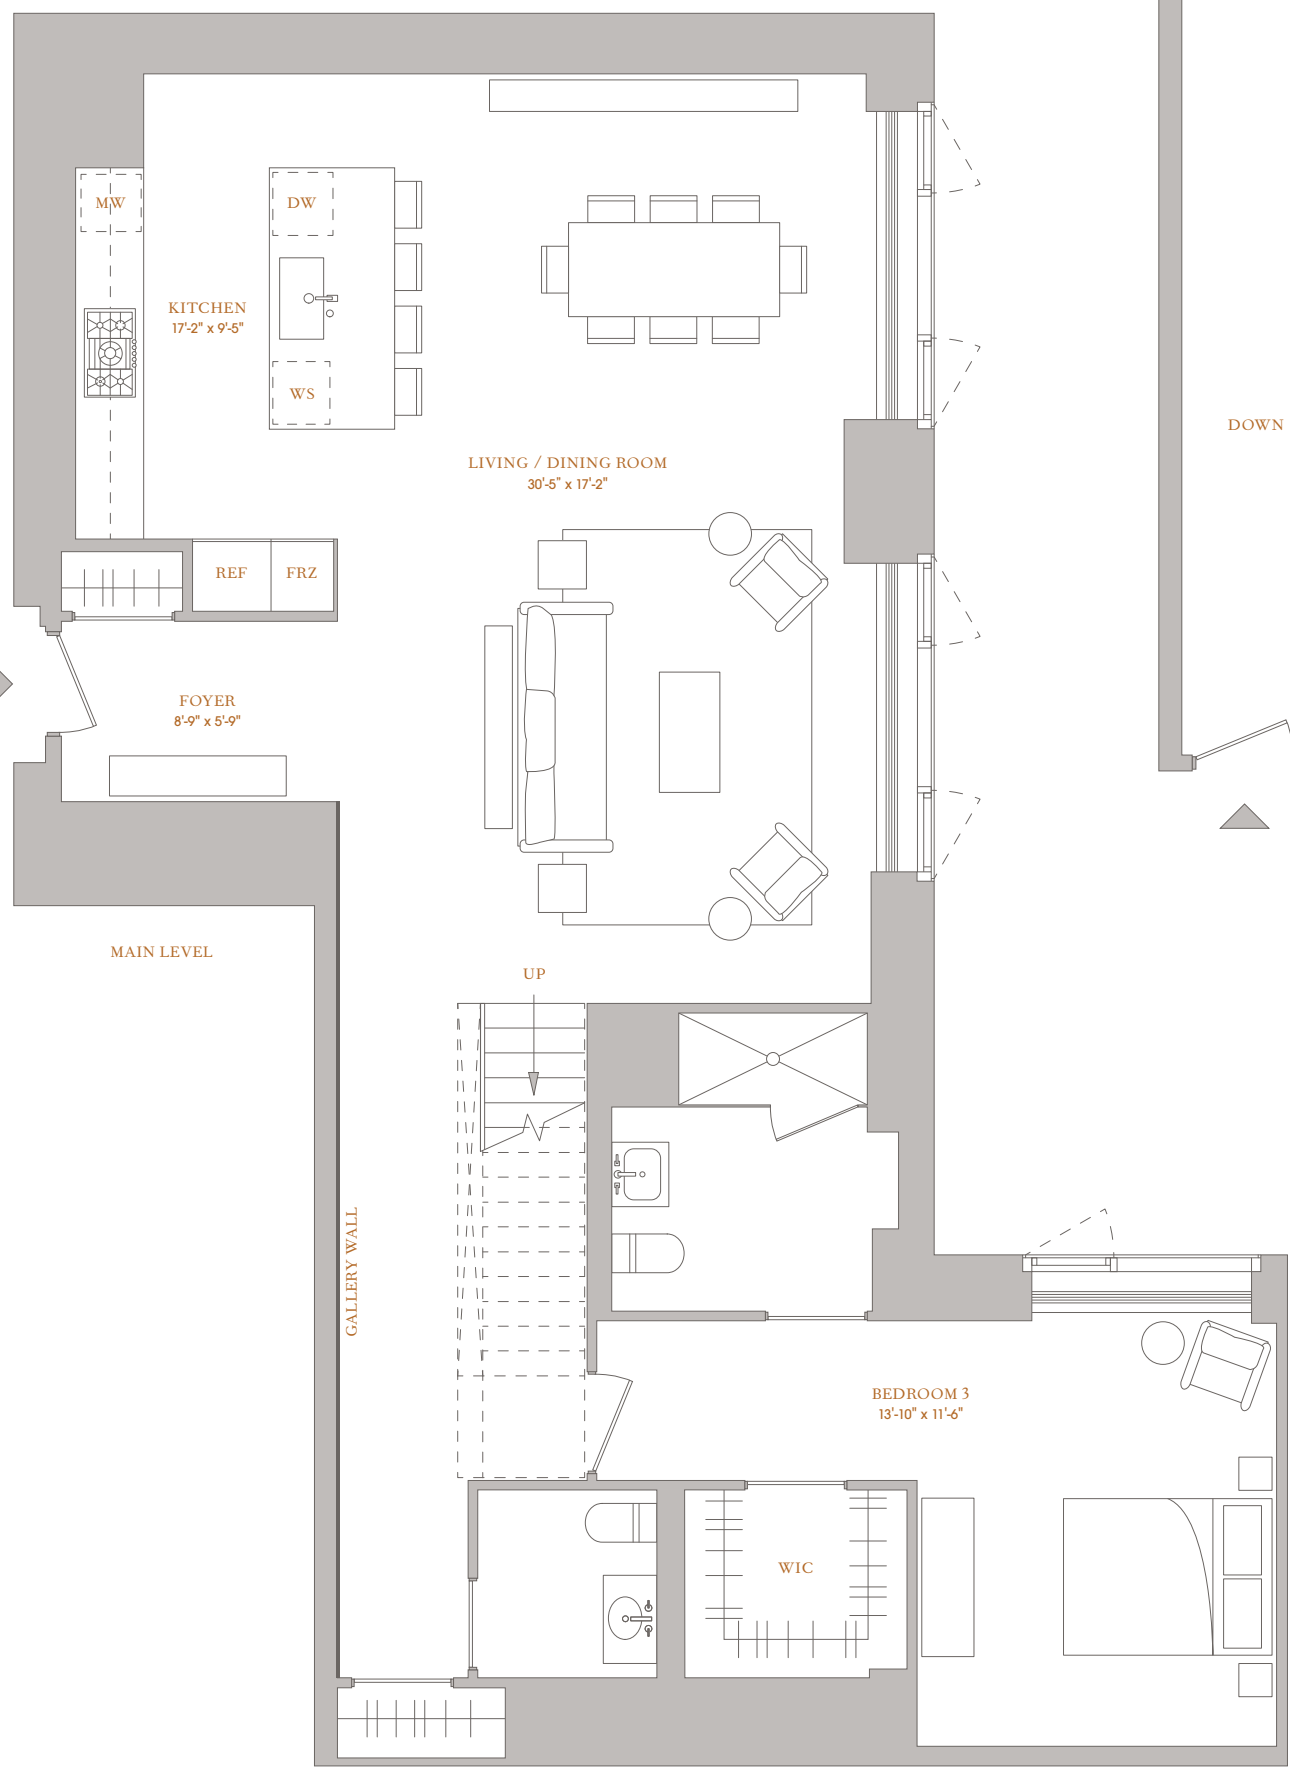 MW
DW
KITCHEN
17'-2" x 9'-5"
WS
DOWN
LIVING / DINING ROOM
30'-5" x 17'-2"
REF
FRZ
FOYER
8'-9" x 5'-9"
MAIN LEVEL
UP
GALLERY WALL
BEDROOM 3
13'-10" x 11'-6"
WIC